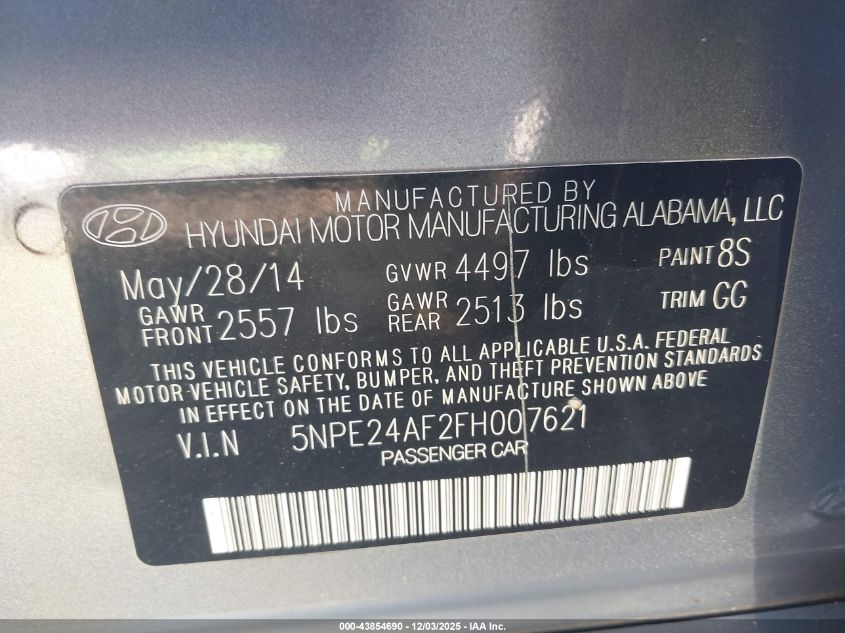 MANUFACTURED BY
HYUNDAI MOTOR MANUFACTURING ALABAMA, LLC
May/28/14 GVWR 4497 lbs PAINT 8S
GAWR FRONT 2557 lbs GAWR REAR 2513 lbs TRIM GG
THIS VEHICLE CONFORMS TO ALL APPLICABLE U.S.A. FEDERAL
MOTOR-VEHICLE SAFETY, BUMPER, AND THEFT PREVENTION STANDARDS
IN EFFECT ON THE DATE OF MANUFACTURE SHOWN ABOVE
V.I.N 5NPE24AF2FH007621
PASSENGER CAR
000-43854690 - 12/03/2025 - IAA Inc.